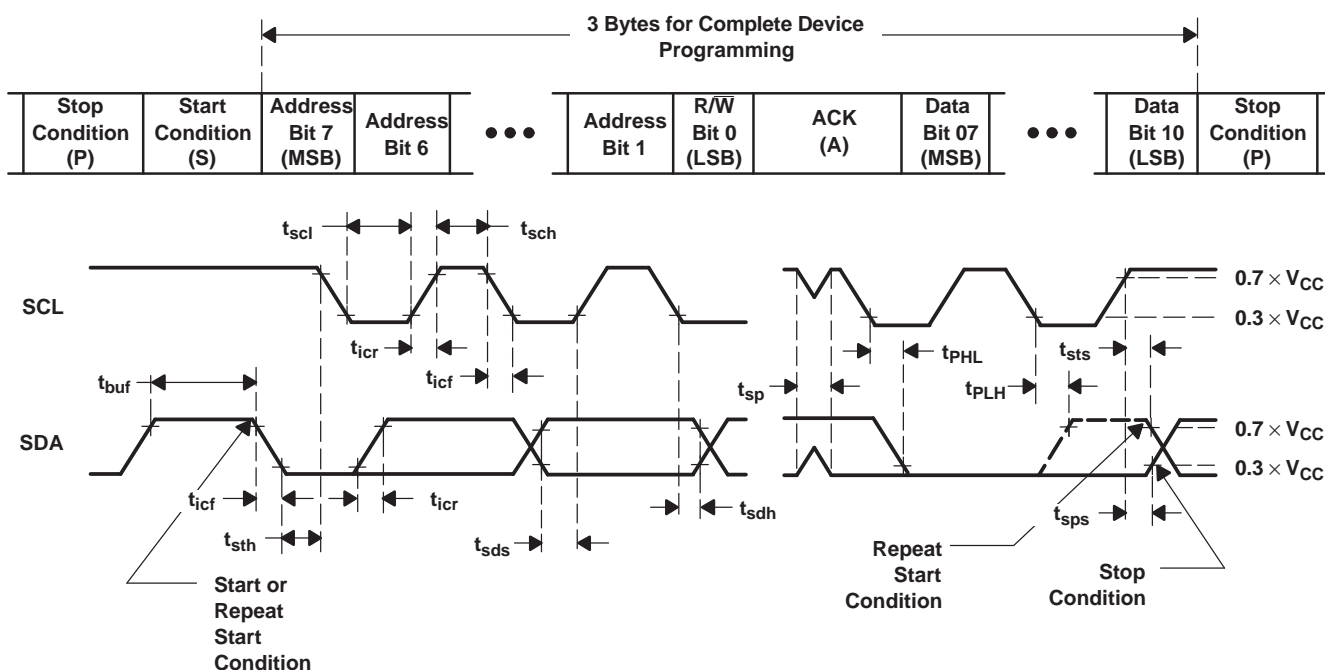 3 Bytes for Complete Device
Programming
Stop
Condition
(P)
Start
Condition
(S)
Address
Bit 7
(MSB)
Address
Bit 6
•••
Address
Bit 1
R/W̅
Bit 0
(LSB)
ACK
(A)
Data
Bit 07
(MSB)
•••
Data
Bit 10
(LSB)
Stop
Condition
(P)
tscl
tsch
SCL
0.7 × VCC
0.3 × VCC
ticr
tPHL
tsts
tbuf
ticf
tsp
tPLH
SDA
0.7 × VCC
0.3 × VCC
ticf
ticr
tsdh
tsps
tsth
tsds
Start or
Repeat
Start
Condition
Repeat
Start
Condition
Stop
Condition